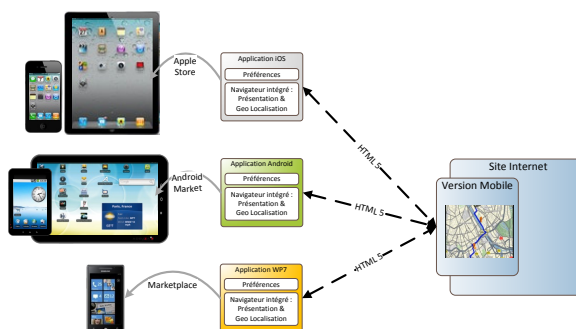 Apple
Store
Application iOS
Préférences
Navigateur intégré :
Présentation &
Geo Localisation
HTML 5
Site Internet
Version Mobile
Android
Market
Application Android
Préférences
Navigateur intégré :
Présentation &
Geo Localisation
HTML 5
Paris, France
Marketplace
Application WP7
Préférences
Navigateur intégré :
Présentation &
Geo Localisation
HTML 5